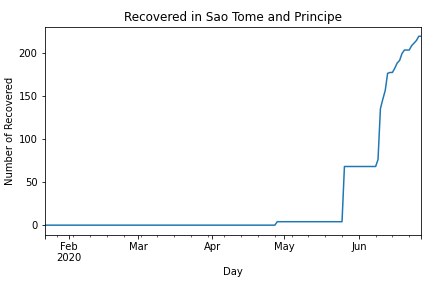 Recovered in Sao Tome and Principe
Number of Recovered
200
150
100
50
0
Feb
2020
Mar
Apr
May
Jun
Day